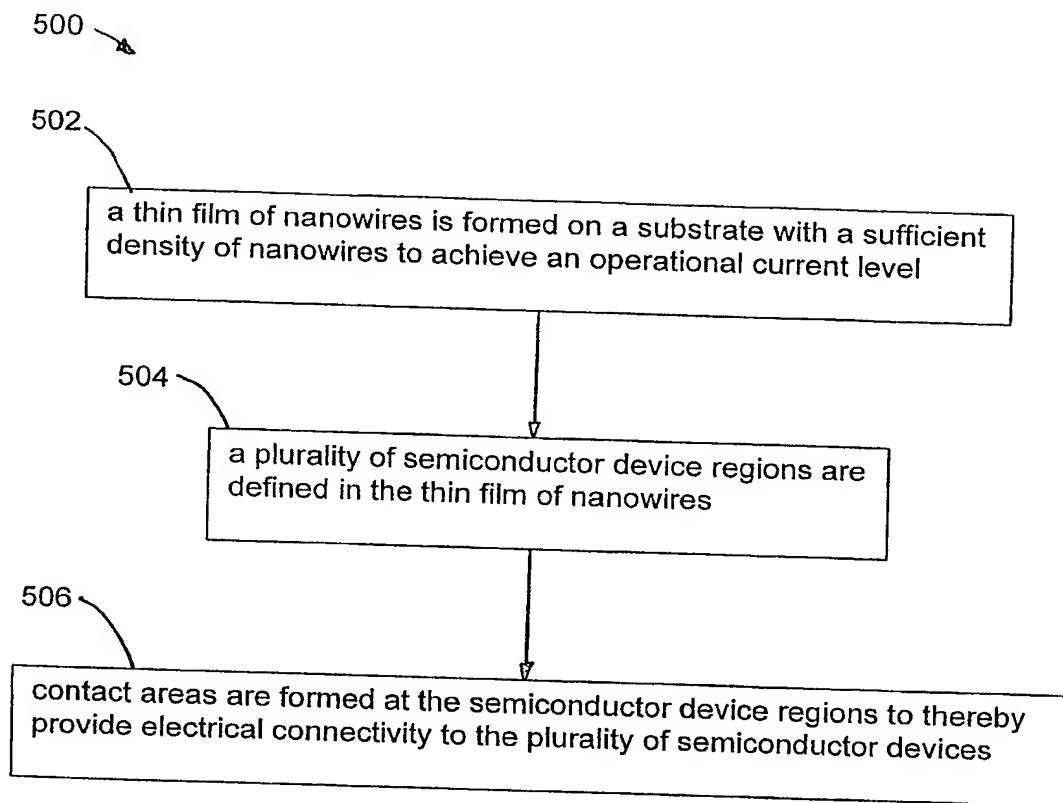 500
502
a thin film of nanowires is formed on a substrate with a sufficient
density of nanowires to achieve an operational current level
504
a plurality of semiconductor device regions are
defined in the thin film of nanowires
506
contact areas are formed at the semiconductor device regions to thereby
provide electrical connectivity to the plurality of semiconductor devices